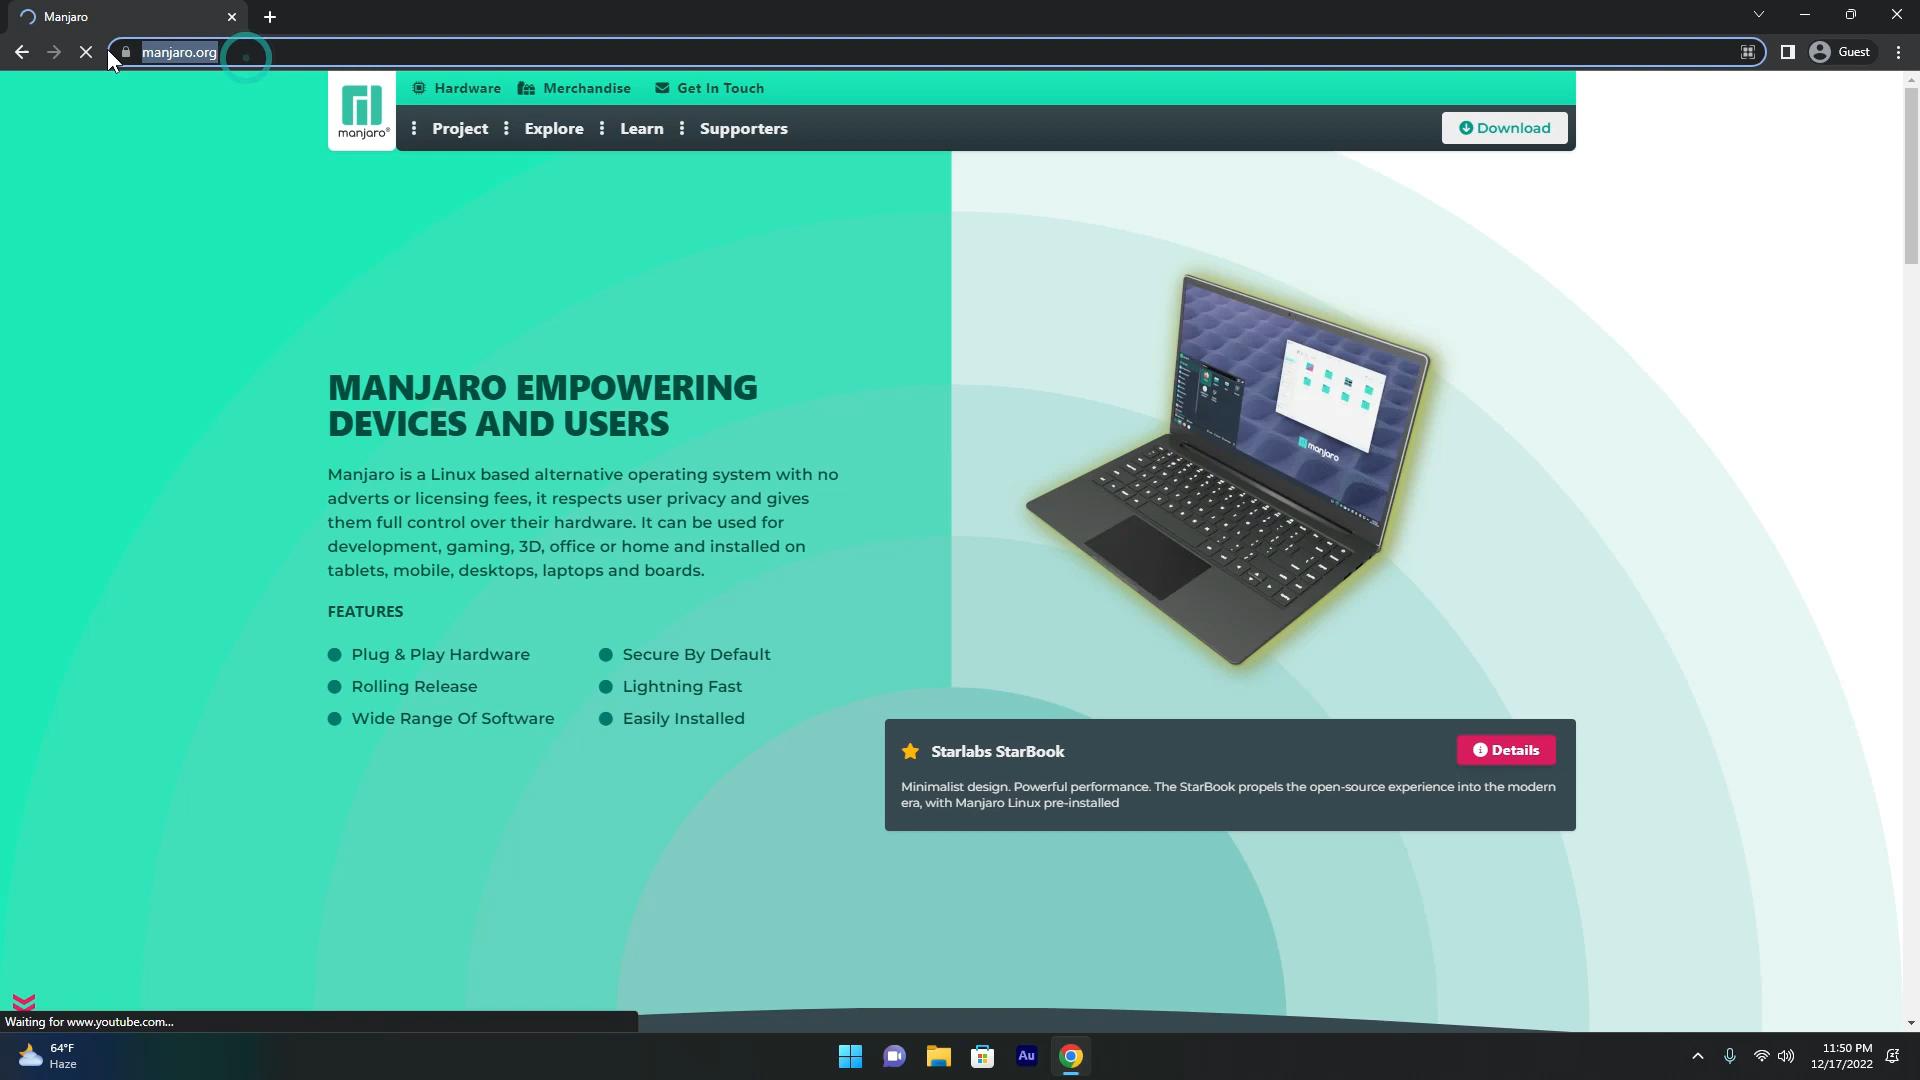 Manjaro
manjaro.org
Guest
Hardware Merchandise Get In Touch
manjaro®
Project Explore Learn Supporters
Download
MANJARO EMPOWERING
DEVICES AND USERS
Manjaro is a Linux based alternative operating system with no
adverts or licensing fees, it respects user privacy and gives
them full control over their hardware. It can be used for
development, gaming, 3D, office or home and installed on
tablets, mobile, desktops, laptops and boards.
manjaro
FEATURES
Plug & Play Hardware
Secure By Default
Rolling Release
Lightning Fast
Wide Range Of Software
Easily Installed
Starlabs StarBook
Details
Minimalist design. Powerful performance. The StarBook propels the open-source experience into the modern
era, with Manjaro Linux pre-installed
Waiting for www.youtube.com...
64°F
Haze
Au
11:50 PM
12/17/2022